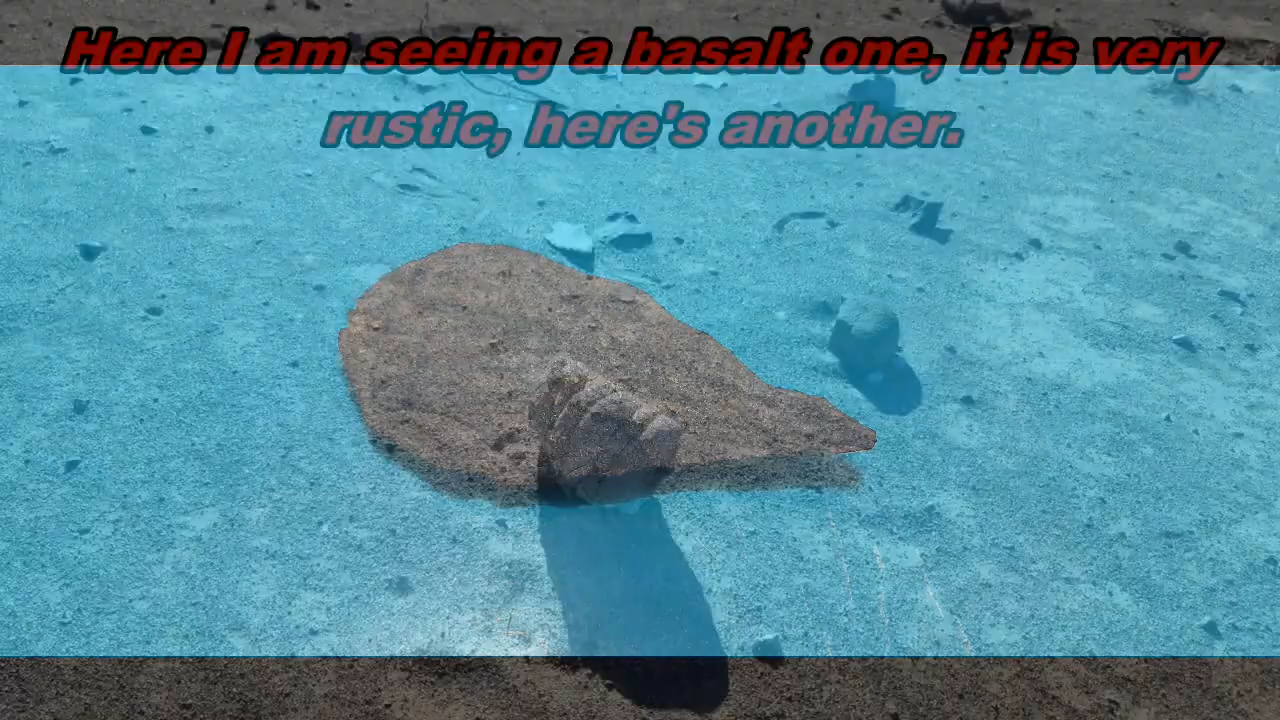 Here I am seeing a basalt one, it is very
rustic, here's another.